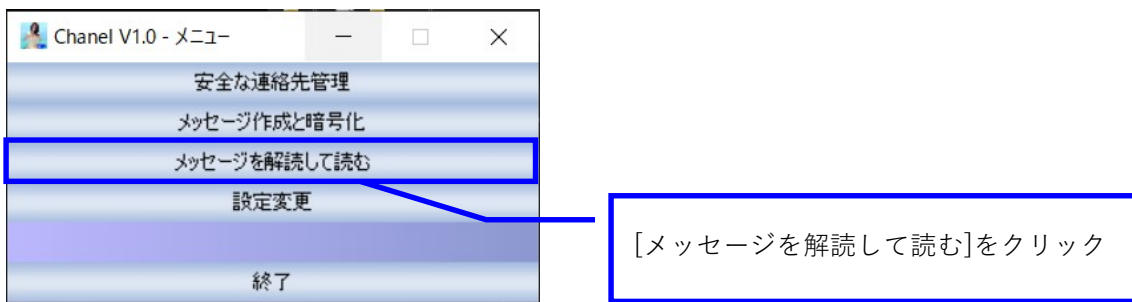 Chanel V1.0 - メニュー
安全な連絡先管理
メッセージ作成と暗号化
メッセージを解読して読む
設定変更
終了
[メッセージを解読して読む]をクリック